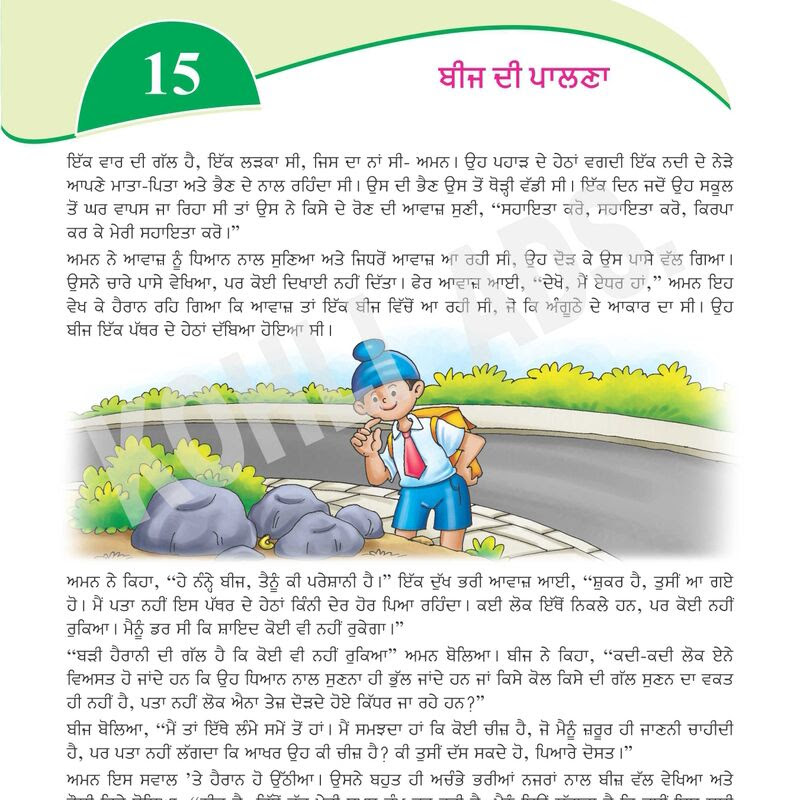 15
ਬੀਜ ਦੀ ਪਾਲਣਾ
ਇੱਕ ਵਾਰ ਦੀ ਗੱਲ ਹੈ, ਇੱਕ ਲੜਕਾ ਸੀ, ਜਿਸ ਦਾ ਨਾਂ ਸੀ- ਅਮਨ। ਉਹ ਪਹਾੜ ਦੇ ਹੇਠਾਂ ਵਗਦੀ ਇੱਕ ਨਦੀ ਦੇ ਨੇੜੇ
ਆਪਣੇ ਮਾਤਾ-ਪਿਤਾ ਅਤੇ ਭੈਣ ਦੇ ਨਾਲ ਰਹਿੰਦਾ ਸੀ। ਉਸ ਦੀ ਭੈਣ ਉਸ ਤੋਂ ਥੋੜ੍ਹੀ ਵੱਡੀ ਸੀ। ਇੱਕ ਦਿਨ ਜਦੋਂ ਉਹ ਸਕੂਲ
ਤੋਂ ਘਰ ਵਾਪਸ ਜਾ ਰਿਹਾ ਸੀ ਤਾਂ ਉਸ ਨੇ ਕਿਸੇ ਦੇ ਰੋਣ ਦੀ ਆਵਾਜ਼ ਸੁਣੀ, “ਸਹਾਇਤਾ ਕਰੋ, ਸਹਾਇਤਾ ਕਰੋ, ਕਿਰਪਾ
ਕਰ ਕੇ ਮੇਰੀ ਸਹਾਇਤਾ ਕਰੋ।”
ਅਮਨ ਨੇ ਆਵਾਜ਼ ਨੂੰ ਧਿਆਨ ਨਾਲ ਸੁਣਿਆ ਅਤੇ ਜਿਧਰੋਂ ਆਵਾਜ਼ ਆ ਰਹੀ ਸੀ, ਉਹ ਦੌੜ ਕੇ ਉਸ ਪਾਸੇ ਵੱਲ ਗਿਆ।
ਉਸਨੇ ਚਾਰੇ ਪਾਸੇ ਵੇਖਿਆ, ਪਰ ਕੋਈ ਦਿਖਾਈ ਨਹੀਂ ਦਿੱਤਾ। ਫੇਰ ਆਵਾਜ਼ ਆਈ, “ਦੇਖੋ, ਮੈਂ ਏਧਰ ਹਾਂ,” ਅਮਨ ਇਹ
ਵੇਖ ਕੇ ਹੈਰਾਨ ਰਹਿ ਗਿਆ ਕਿ ਆਵਾਜ਼ ਤਾਂ ਇੱਕ ਬੀਜ ਵਿੱਚੋਂ ਆ ਰਹੀ ਸੀ, ਜੋ ਕਿ ਅੰਗੂਠੇ ਦੇ ਆਕਾਰ ਦਾ ਸੀ। ਉਹ
ਬੀਜ ਇੱਕ ਪੱਥਰ ਦੇ ਹੇਠਾਂ ਦੱਬਿਆ ਹੋਇਆ ਸੀ।
KOHLI ADS.
ਅਮਨ ਨੇ ਕਿਹਾ, “ਹੇ ਨੰਨ੍ਹੇ ਬੀਜ, ਤੈਨੂੰ ਕੀ ਪਰੇਸ਼ਾਨੀ ਹੈ।” ਇੱਕ ਦੁੱਖ ਭਰੀ ਆਵਾਜ਼ ਆਈ, “ਸ਼ੁਕਰ ਹੈ, ਤੁਸੀਂ ਆ ਗਏ
ਹੋ। ਮੈਂ ਪਤਾ ਨਹੀਂ ਇਸ ਪੱਥਰ ਦੇ ਹੇਠਾਂ ਕਿੰਨੀ ਦੇਰ ਹੋਰ ਪਿਆ ਰਹਿੰਦਾ। ਕਈ ਲੋਕ ਇੱਥੋਂ ਨਿਕਲੇ ਹਨ, ਪਰ ਕੋਈ ਨਹੀਂ
ਰੁਕਿਆ। ਮੈਨੂੰ ਡਰ ਸੀ ਕਿ ਸ਼ਾਇਦ ਕੋਈ ਵੀ ਨਹੀਂ ਰੁਕੇਗਾ।”
“ਬੜੀ ਹੈਰਾਨੀ ਦੀ ਗੱਲ ਹੈ ਕਿ ਕੋਈ ਵੀ ਨਹੀਂ ਰੁਕਿਆ” ਅਮਨ ਬੋਲਿਆ। ਬੀਜ ਨੇ ਕਿਹਾ, “ਕਦੀ-ਕਦੀ ਲੋਕ ਏਨੇ
ਵਿਅਸਤ ਹੋ ਜਾਂਦੇ ਹਨ ਕਿ ਉਹ ਧਿਆਨ ਨਾਲ ਸੁਣਨਾ ਹੀ ਭੁੱਲ ਜਾਂਦੇ ਹਨ ਜਾਂ ਕਿਸੇ ਕੋਲ ਕਿਸੇ ਦੀ ਗੱਲ ਸੁਣਨ ਦਾ ਵਕਤ
ਹੀ ਨਹੀਂ ਹੈ, ਪਤਾ ਨਹੀਂ ਲੋਕ ਐਨਾ ਤੇਜ਼ ਦੌੜਦੇ ਹੋਏ ਕਿੱਧਰ ਜਾ ਰਹੇ ਹਨ?”
ਬੀਜ ਬੋਲਿਆ, “ਮੈਂ ਤਾਂ ਇੱਥੇ ਲੰਮੇ ਸਮੇਂ ਤੋਂ ਹਾਂ। ਮੈਂ ਸਮਝਦਾ ਹਾਂ ਕਿ ਕੋਈ ਚੀਜ਼ ਹੈ, ਜੋ ਮੈਨੂੰ ਜ਼ਰੂਰ ਹੀ ਜਾਣਨੀ ਚਾਹੀਦੀ
ਹੈ, ਪਰ ਪਤਾ ਨਹੀਂ ਲੱਗਦਾ ਕਿ ਆਖਰ ਉਹ ਕੀ ਚੀਜ਼ ਹੈ? ਕੀ ਤੁਸੀਂ ਦੱਸ ਸਕਦੇ ਹੋ, ਪਿਆਰੇ ਦੋਸਤ।”
ਅਮਨ ਇਸ ਸਵਾਲ ’ਤੇ ਹੈਰਾਨ ਹੋ ਉੱਠੀਆ। ਉਸਨੇ ਬਹੁਤ ਹੀ ਅਚੰਭੇ ਭਰੀਆਂ ਨਜਰਾਂ ਨਾਲ ਬੀਜ਼ ਵੱਲ ਵੇਖਿਆ ਅਤੇ